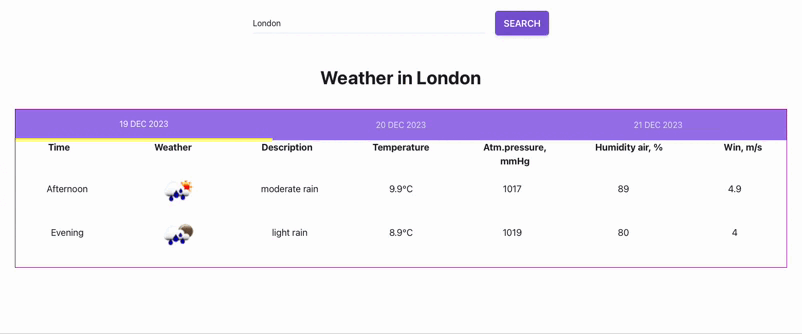 London
SEARCH
Weather in London
19 DEC 2023 20 DEC 2023 21 DEC 2023
Time Weather Description Temperature Atm.pressure, mmHg Humidity air, % Win, m/s
Afternoon moderate rain 9.9°C 1017 89 4.9
Evening light rain 8.9°C 1019 80 4